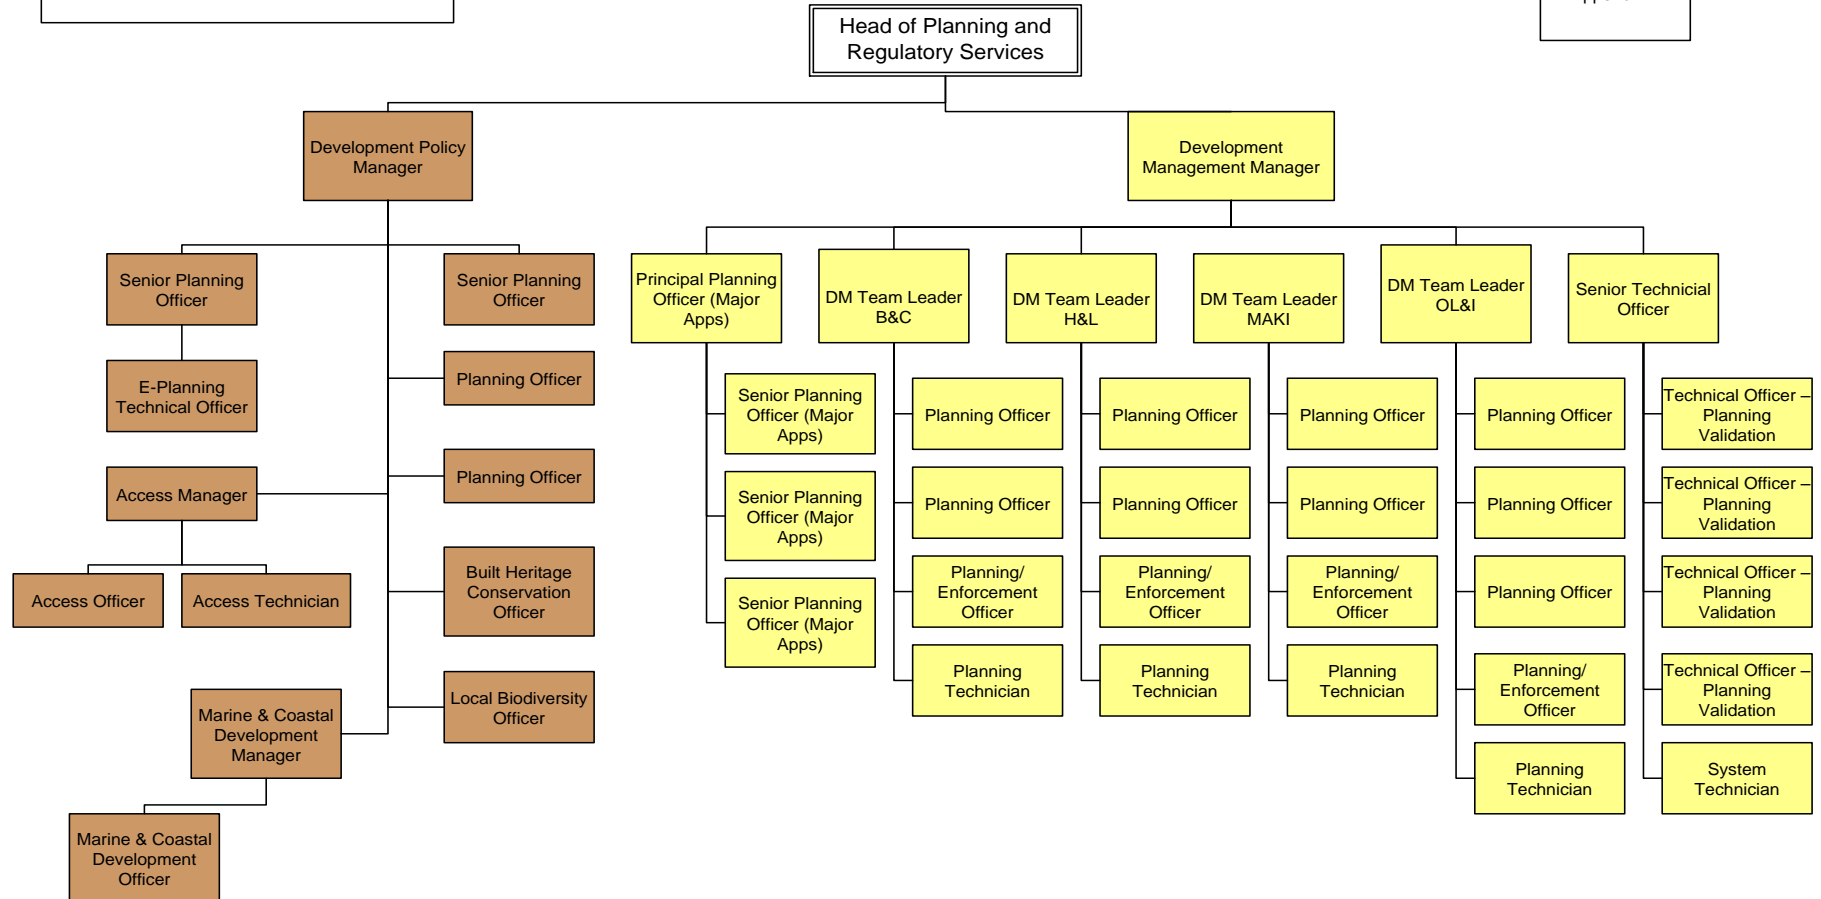 Head of Planning and
Regulatory Services
Development Policy
Manager
Development
Management Manager
Senior Planning
Officer
Senior Planning
Officer
E-Planning
Technical Officer
Planning Officer
Access Manager
Planning Officer
Access Officer
Access Technician
Built Heritage
Conservation
Officer
Marine & Coastal
Development
Manager
Local Biodiversity
Officer
Marine & Coastal
Development
Officer
Principal Planning
Officer (Major
Apps)
Senior Planning
Officer (Major
Apps)
Senior Planning
Officer (Major
Apps)
Senior Planning
Officer (Major
Apps)
DM Team Leader
B&C
Planning Officer
Planning Officer
Planning/
Enforcement
Officer
Planning
Technician
DM Team Leader
H&L
Planning Officer
Planning Officer
Planning/
Enforcement
Officer
Planning
Technician
DM Team Leader
MAKI
Planning Officer
Planning Officer
Planning/
Enforcement
Officer
Planning
Technician
DM Team Leader
OL&I
Planning Officer
Planning Officer
Planning Officer
Planning/
Enforcement
Officer
Planning
Technician
Senior Technicial
Officer
Technical Officer –
Planning
Validation
Technical Officer –
Planning
Validation
Technical Officer –
Planning
Validation
Technical Officer –
Planning
Validation
System
Technician